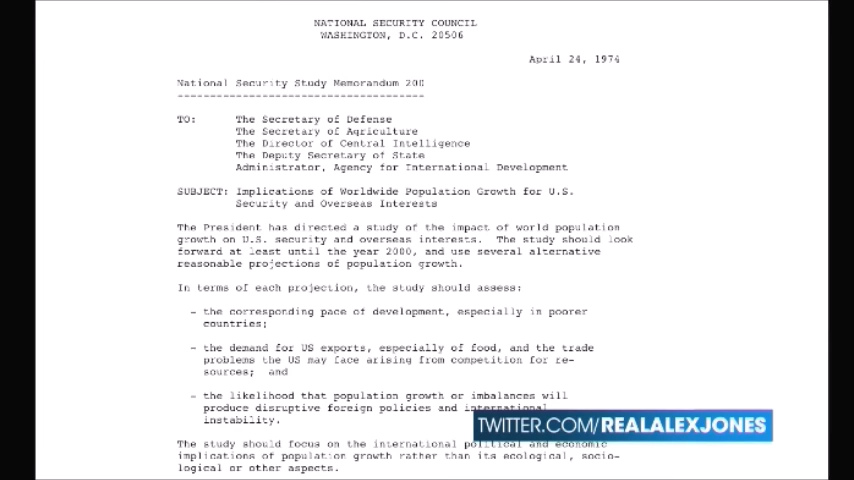 NATIONAL SECURITY COUNCIL
WASHINGTON, D.C. 20506
April 24, 1974
National Security Study Memorandum 200
--------------------------------------
TO: The Secretary of Defense
The Secretary of Agriculture
The Director of Central Intelligence
The Deputy Secretary of State
Administrator, Agency for International Development
SUBJECT: Implications of Worldwide Population Growth for U.S.
Security and Overseas Interests
The President has directed a study of the impact of world population
growth on U.S. security and overseas interests. The study should look
forward at least until the year 2000, and use several alternative
reasonable projections of population growth.
In terms of each projection, the study should assess:
- the corresponding pace of development, especially in poorer
countries;
- the demand for US exports, especially of food, and the trade
problems the US may face arising from competition for re-
sources; and
- the likelihood that population growth or imbalances will
produce disruptive foreign policies and international
instability.
TWITTER.COM/REALALEXJONES
The study should focus on the international political and economic
implications of population growth rather than its ecological, socio-
logical or other aspects.